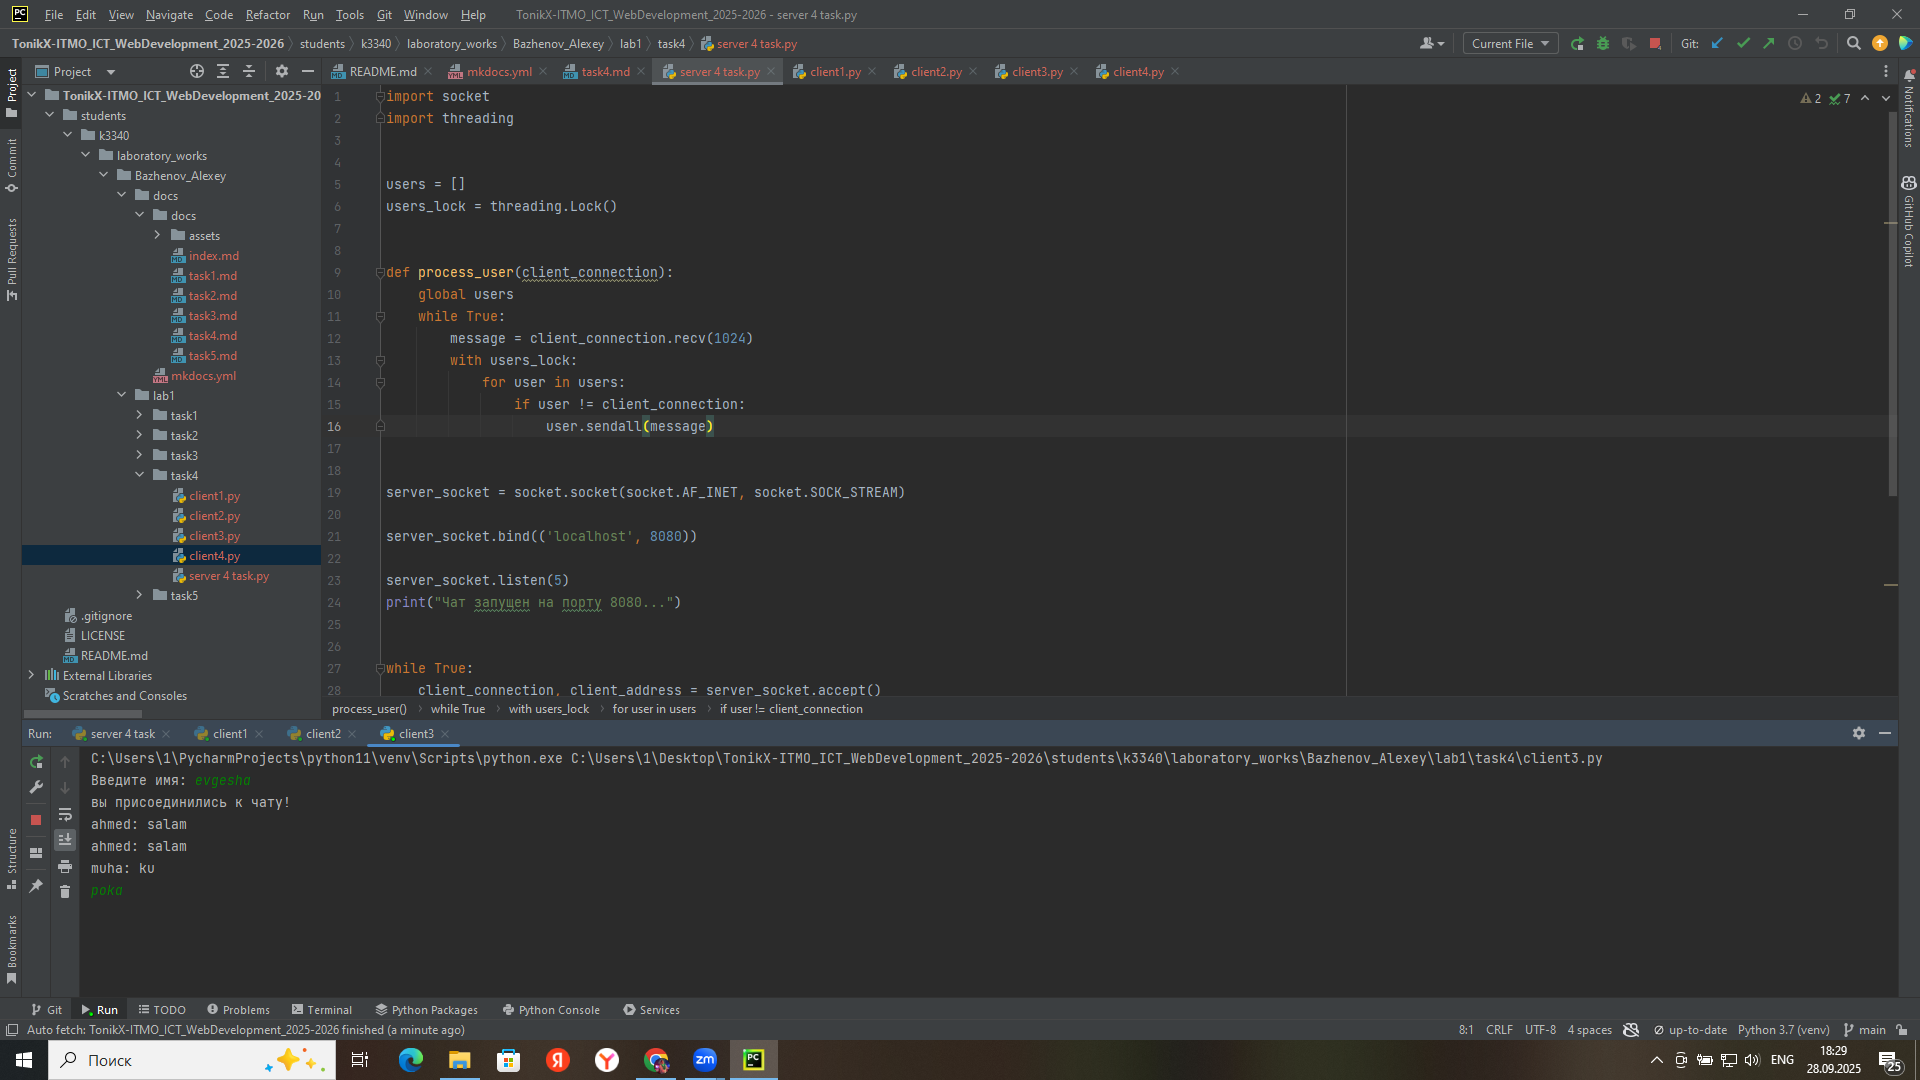 File Edit View Navigate Code Refactor Run Tools Git Window Help TonikX-ITMO_ICT_WebDevelopment_2025-2026 - server 4 task.py
TonikX-ITMO_ICT_WebDevelopment_2025-2026 students k3340 laboratory_works Bazhenov_Alexey lab1 task4 server 4 task.py Current File Git:
Project README.md mkdocs.yml task4.md server 4 task.py client1.py client2.py client3.py client4.py
Project
Commit
Pull Requests
Structure
Bookmarks
Notifications
GitHub Copilot
TonikX-ITMO_ICT_WebDevelopment_2025-20
students
k3340
laboratory_works
Bazhenov_Alexey
docs
docs
assets
index.md
task1.md
task2.md
task3.md
task4.md
task5.md
mkdocs.yml
lab1
task1
task2
task3
task4
client1.py
client2.py
client3.py
client4.py
server 4 task.py
task5
.gitignore
LICENSE
README.md
External Libraries
Scratches and Consoles
2 7
1 import socket
2 import threading
3
4
5 users = []
6 users_lock = threading.Lock()
7
8
9 def process_user(client_connection):
10 global users
11 while True:
12 message = client_connection.recv(1024)
13 with users_lock:
14 for user in users:
15 if user != client_connection:
16 user.sendall(message)
17
18
19 server_socket = socket.socket(socket.AF_INET, socket.SOCK_STREAM)
20
21 server_socket.bind(('localhost', 8080))
22
23 server_socket.listen(5)
24 print("Чат запущен на порту 8080...")
25
26
27 while True:
28 client_connection, client_address = server_socket.accept()
process_user() while True with users_lock for user in users if user != client_connection
Run: server 4 task client1 client2 client3
C:\Users\1\PycharmProjects\python11\venv\Scripts\python.exe C:\Users\1\Desktop\TonikX-ITMO_ICT_WebDevelopment_2025-2026\students\k3340\laboratory_works\Bazhenov_Alexey\lab1\task4\client3.py
Введите имя: evgesha
вы присоединились к чату!
ahmed: salam
ahmed: salam
muha: ku
poka
Git Run TODO Problems Terminal Python Packages Python Console Services
Auto fetch: TonikX-ITMO_ICT_WebDevelopment_2025-2026 finished (a minute ago) 8:1 CRLF UTF-8 4 spaces up-to-date Python 3.7 (venv) main
Поиск
ENG
18:29
28.09.2025
25